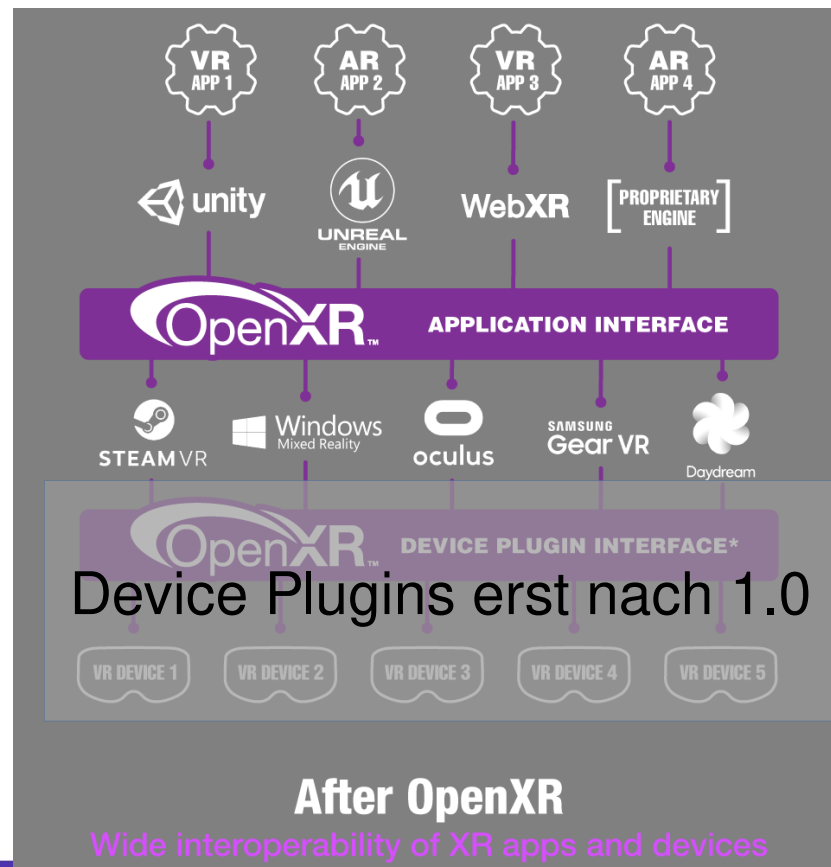 VR AR VR AR
APP 1 APP 2 APP 3 APP 4
unity UNREAL ENGINE WebXR [PROPRIETARY ENGINE]
OpenXR™ APPLICATION INTERFACE
STEAMVR Windows Mixed Reality oculus SAMSUNG Gear VR Daydream
OpenXR™ DEVICE PLUGIN INTERFACE*
Device Plugins erst nach 1.0
VR DEVICE 1 VR DEVICE 2 VR DEVICE 3 VR DEVICE 4 VR DEVICE 5
After OpenXR
Wide interoperability of XR apps and devices